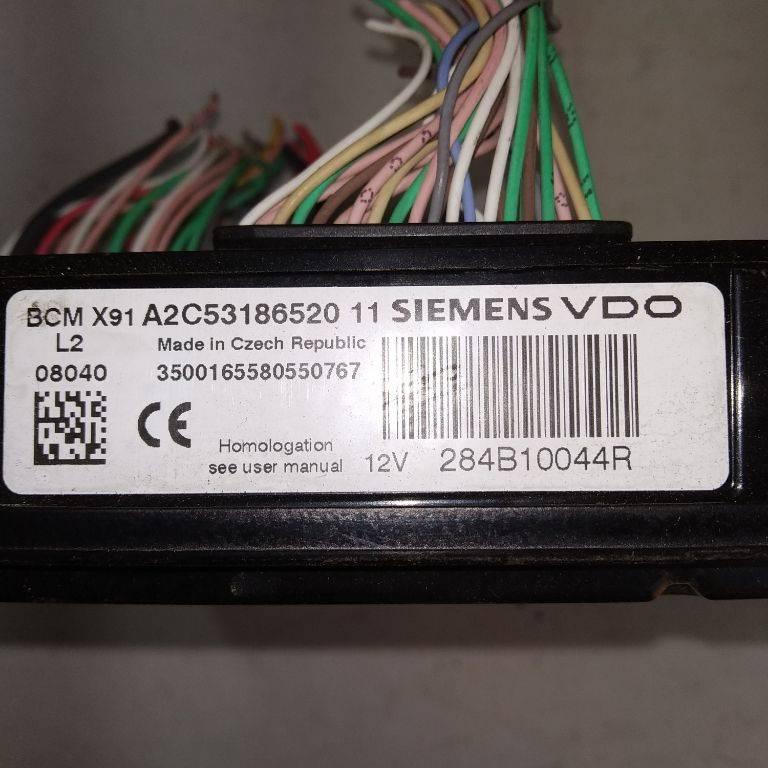 BCM X91 A2C53186520 11 SIEMENS VDO
L2 Made in Czech Republic
08040 3500165580550767
CE
Homologation
see user manual 12V 284B10044R